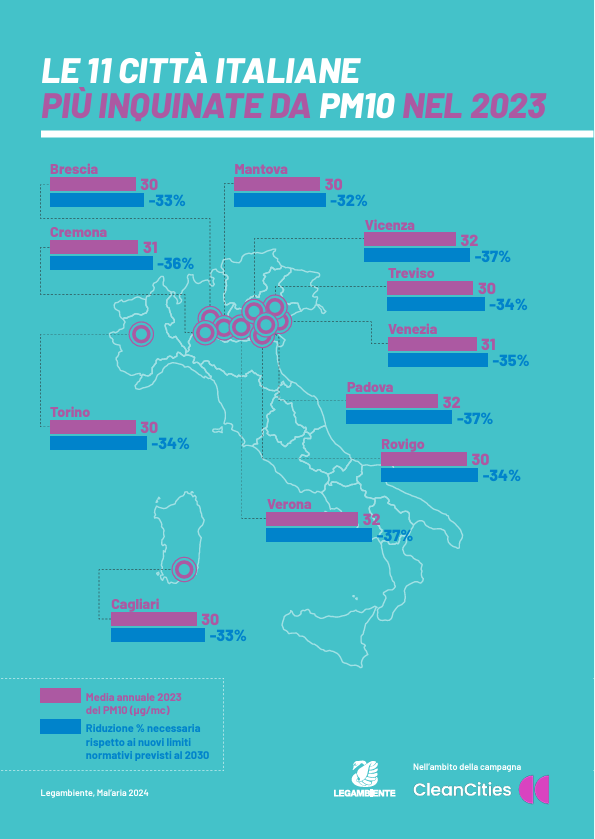 LE 11 CITTÀ ITALIANE
PIÙ INQUINATE DA PM10 NEL 2023
Brescia
30
-33%
Mantova
30
-32%
Cremona
31
-36%
Vicenza
32
-37%
Treviso
30
-34%
Venezia
31
-35%
Torino
30
-34%
Padova
32
-37%
Rovigo
30
-34%
Verona
32
-37%
Cagliari
30
-33%
Media annuale 2023
del PM10 (µg/mc)
Riduzione % necessaria
rispetto ai nuovi limiti
normativi previsti al 2030
Legambiente, Mal'aria 2024
LEGAMBIENTE
Nell'ambito della campagna
CleanCities